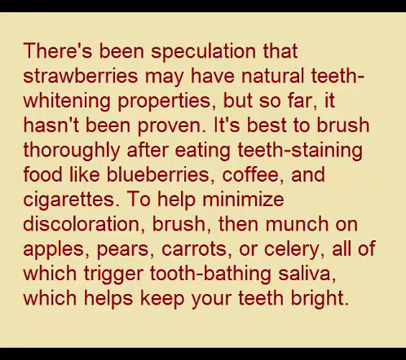 There's been speculation that
strawberries may have natural teeth-
whitening properties, but so far, it
hasn't been proven. It's best to brush
thoroughly after eating teeth-staining
food like blueberries, coffee, and
cigarettes. To help minimize
discoloration, brush, then munch on
apples, pears, carrots, or celery, all of
which trigger tooth-bathing saliva,
which helps keep your teeth bright.